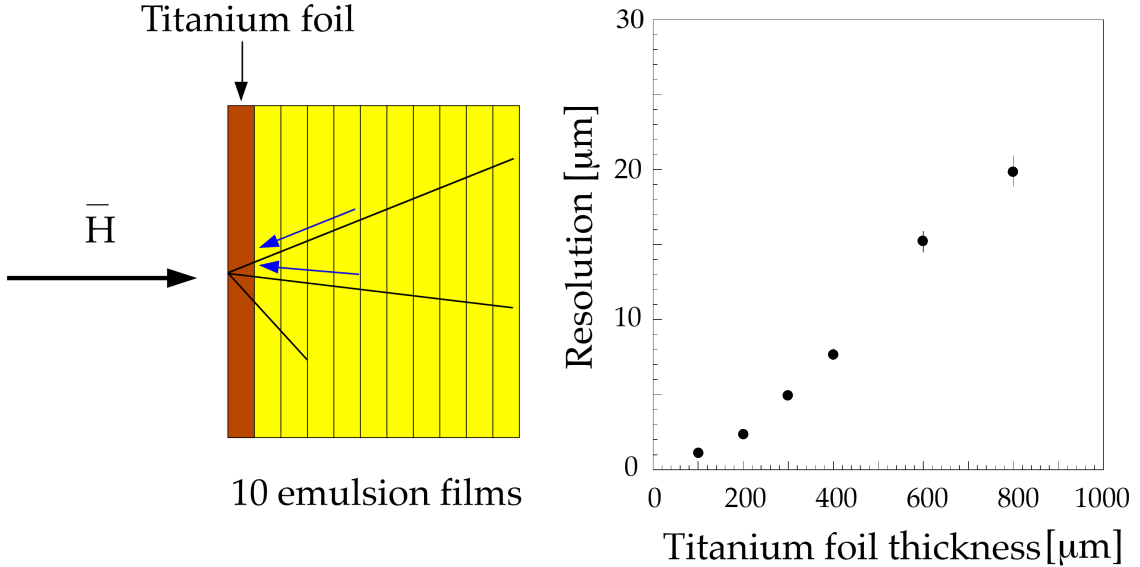 Titanium foil
H̅
10 emulsion films
Resolution [μm]
30
20
10
0
0 200 400 600 800 1000
Titanium foil thickness [μm]